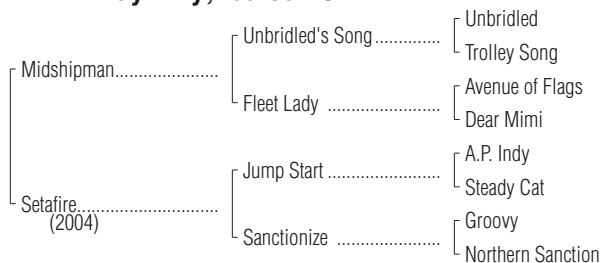 Unbridled
Unbridled's Song..............
Trolley Song
Midshipman......................
Avenue of Flags
Fleet Lady ........................
Dear Mimi
A.P. Indy
Jump Start ........................
Steady Cat
Setafire..............................
(2004)
Groovy
Sanctionize ......................
Northern Sanction